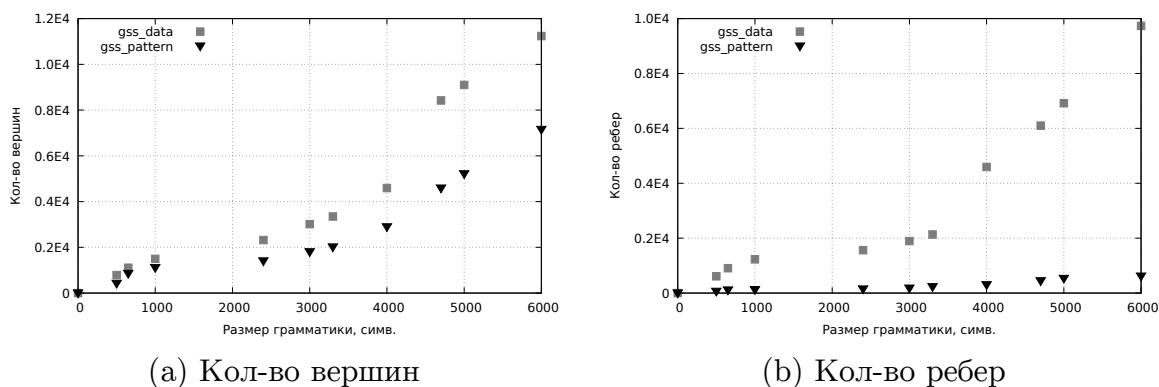 1.2E4
gss_data
gss_pattern
1.0E4
0.8E4
0.6E4
0.4E4
0.2E4
0
Кол-во вершин
0 1000 2000 3000 4000 5000 6000
Размер грамматики, симв.
(a) Кол-во вершин
1.0E4
gss_data
gss_pattern
0.8E4
0.6E4
0.4E4
0.2E4
0
Кол-во ребер
0 1000 2000 3000 4000 5000 6000
Размер грамматики, симв.
(b) Кол-во ребер